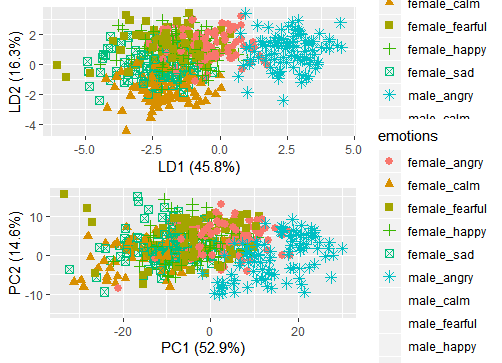 female_calm
female_fearful
female_happy
female_sad
male_angry
2
0
-2
-4
LD2 (16.3%)
-5.0
-2.5
0.0
2.5
5.0
LD1 (45.8%)
emotions
female_angry
female_calm
female_fearful
female_happy
female_sad
male_angry
male_calm
male_fearful
male_happy
10
0
-10
PC2 (14.6%)
-20
0
20
PC1 (52.9%)